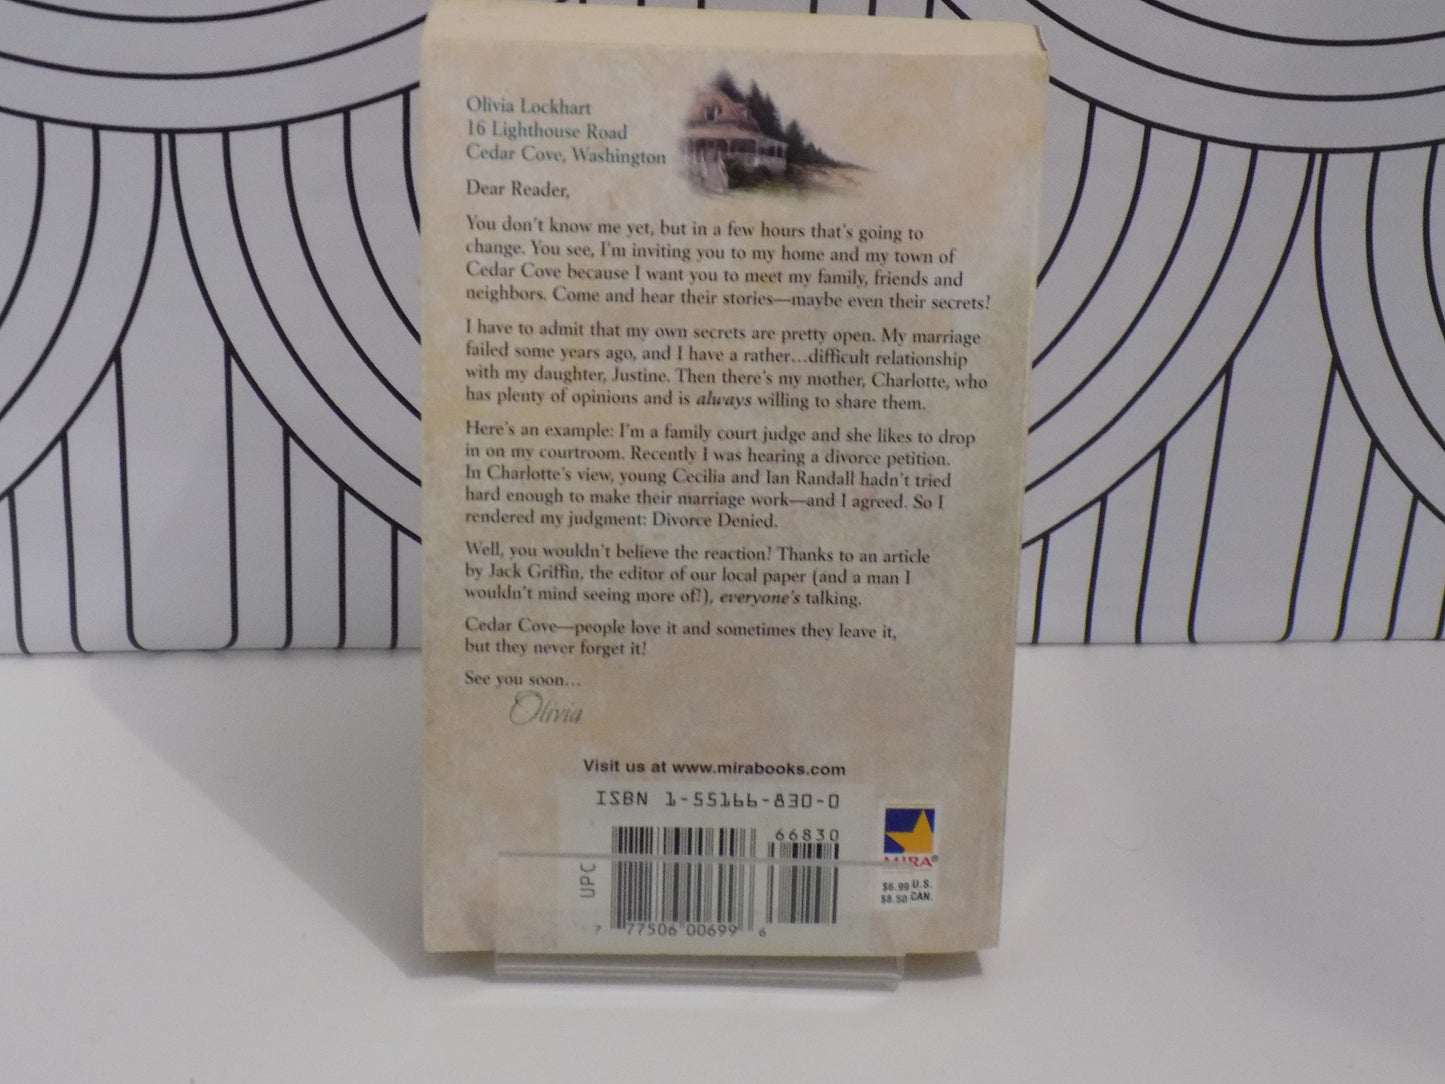 Olivia Lockhart
16 Lighthouse Road
Cedar Cove, Washington
Dear Reader,
You don't know me yet, but in a few hours that's going to
change. You see, I'm inviting you to my home and my town of
Cedar Cove because I want you to meet my family, friends and
neighbors. Come and hear their stories—maybe even their secrets!
I have to admit that my own secrets are pretty open. My marriage
failed some years ago, and I have a rather...difficult relationship
with my daughter, Justine. Then there's my mother, Charlotte, who
has plenty of opinions and is always willing to share them.
Here's an example: I'm a family court judge and she likes to drop
in on my courtroom. Recently I was hearing a divorce petition.
In Charlotte's view, young Cecilia and Ian Randall hadn't tried
hard enough to make their marriage work—and I agreed. So I
rendered my judgment: Divorce Denied.
Well, you wouldn't believe the reaction! Thanks to an article
by Jack Griffin, the editor of our local paper (and a man I
wouldn't mind seeing more of!), everyone's talking.
Cedar Cove—people love it and sometimes they leave it,
but they never forget it!
See you soon...
Olivia
Visit us at www.mirabooks.com
ISBN 1-55166-830-0
66830
UPC
7 77506 00699 6
MIRA®
$6.99 U.S.
$8.50 CAN.